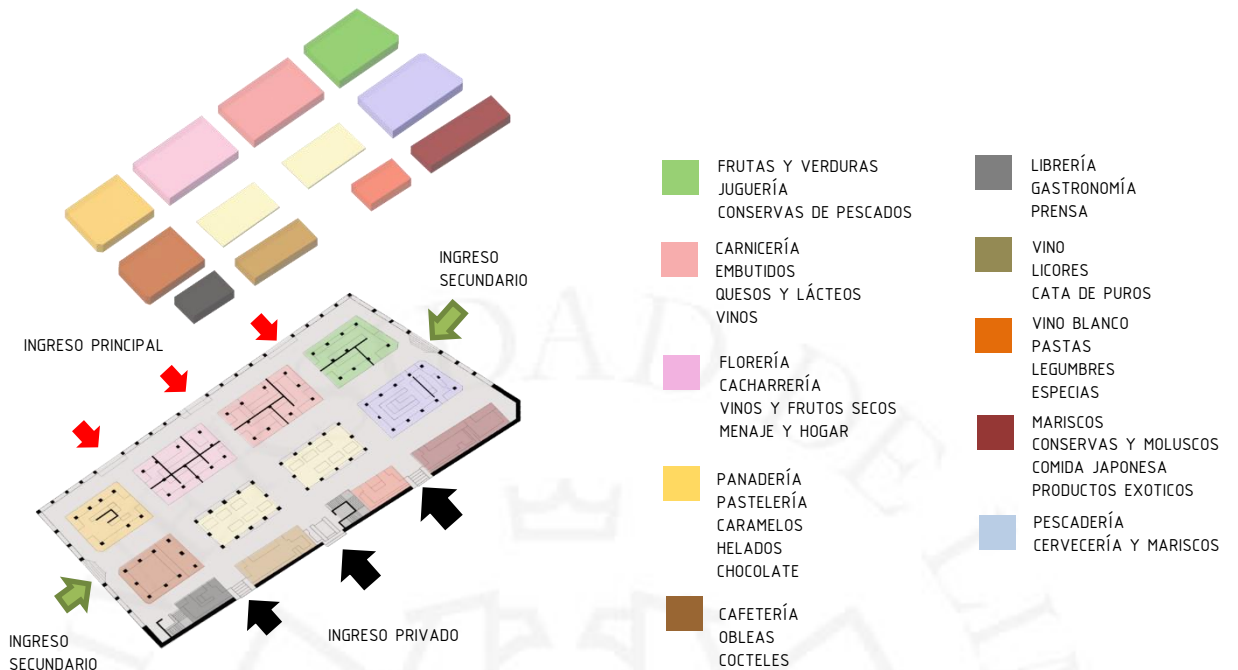 INGRESO
SECUNDARIO
INGRESO PRINCIPAL
INGRESO PRIVADO
INGRESO
SECUNDARIO
FRUTAS Y VERDURAS
JUGUERÍA
CONSERVAS DE PESCADOS
CARNICERÍA
EMBUTIDOS
QUESOS Y LÁCTEOS
VINOS
FLORERÍA
CACHARRERÍA
VINOS Y FRUTOS SECOS
MENAJE Y HOGAR
PANADERÍA
PASTELERÍA
CARAMELOS
HELADOS
CHOCOLATE
CAFETERÍA
OBLEAS
COCTELES
LIBRERÍA
GASTRONOMÍA
PRENSA
VINO
LICORES
CATA DE PUROS
VINO BLANCO
PASTAS
LEGUMBRES
ESPECIAS
MARISCOS
CONSERVAS Y MOLUSCOS
COMIDA JAPONESA
PRODUCTOS EXOTICOS
PESCADERÍA
CERVECERÍA Y MARISCOS